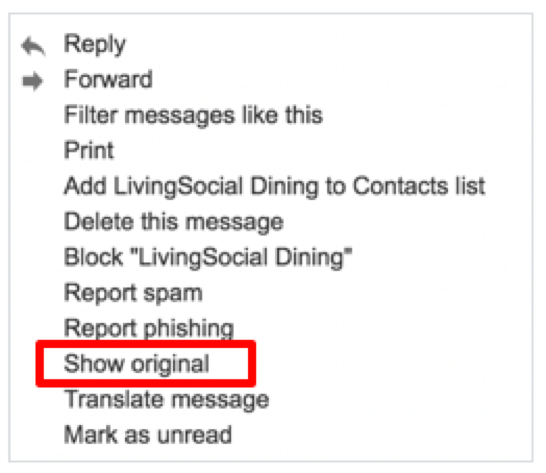 Reply
Forward
Filter messages like this
Print
Add LivingSocial Dining to Contacts list
Delete this message
Block "LivingSocial Dining"
Report spam
Report phishing
Show original
Translate message
Mark as unread